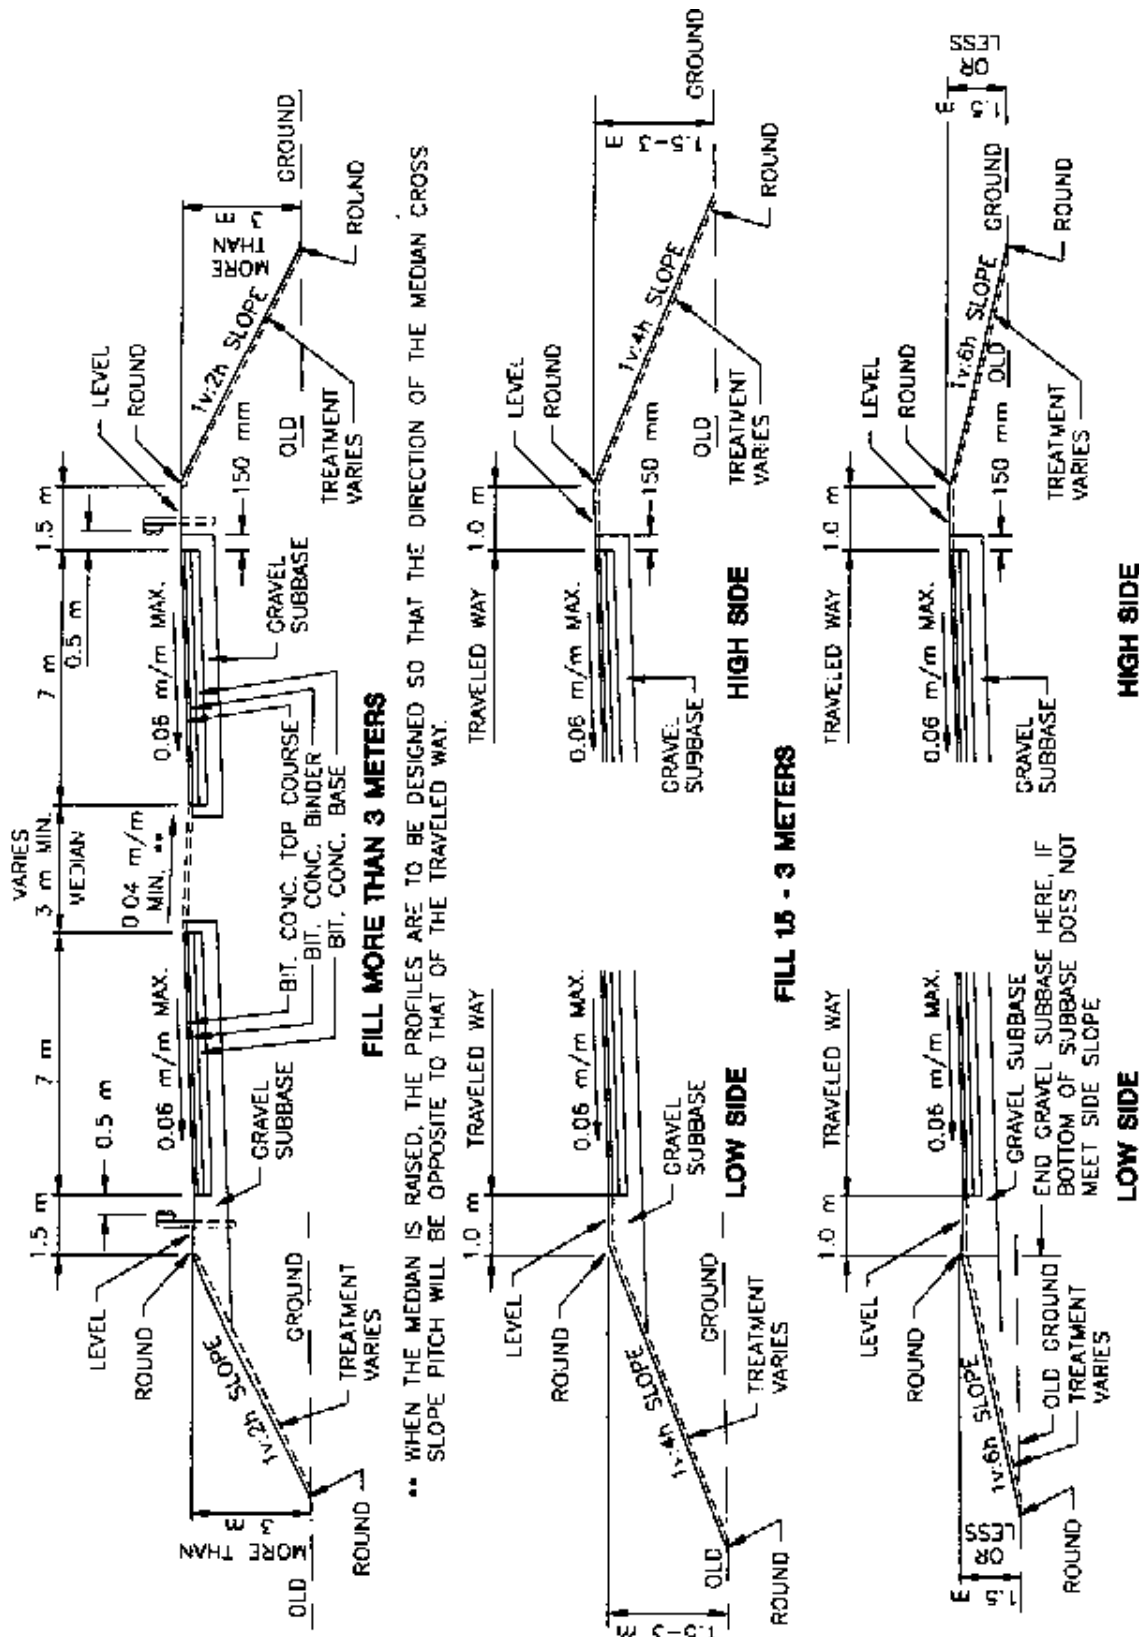 VARIES
1.5 m
7 m
3 m MIN.
7 m
1.5 m
0.5 m
MEDIAN
0.5 m
LEVEL
0.04 m/m
MIN. **
LEVEL
ROUND
0.06 m/m MAX.
0.06 m/m MAX.
ROUND
MORE THAN
3 m
1v:2h SLOPE
GRAVEL
SUBBASE
BIT. CONC. TOP COURSE
BIT. CONC. BINDER
BIT. CONC. BASE
GRAVEL
SUBBASE
150 mm
1v:2h SLOPE
MORE
THAN
3 m
OLD
GROUND
TREATMENT
VARIES
ROUND
OLD
GROUND
TREATMENT
VARIES
ROUND
FILL MORE THAN 3 METERS
** WHEN THE MEDIAN IS RAISED, THE PROFILES ARE TO BE DESIGNED SO THAT THE DIRECTION OF THE MEDIAN CROSS
SLOPE PITCH WILL BE OPPOSITE TO THAT OF THE TRAVELED WAY.
1.0 m
TRAVELED WAY
TRAVELED WAY
1.0 m
LEVEL
ROUND
0.06 m/m MAX.
0.06 m/m MAX.
LEVEL
ROUND
1.5-3 m
1v:4h SLOPE
GRAVEL
SUBBASE
GRAVEL
SUBBASE
150 mm
1v:4h SLOPE
1.5-3 m
OLD
GROUND
TREATMENT
VARIES
ROUND
OLD
GROUND
TREATMENT
VARIES
ROUND
LOW SIDE
HIGH SIDE
FILL 1.5 - 3 METERS
1.0 m
TRAVELED WAY
TRAVELED WAY
1.0 m
LEVEL
ROUND
0.06 m/m MAX.
0.06 m/m MAX.
LEVEL
ROUND
1.5 m
OR
LESS
1v:6h SLOPE
GRAVEL SUBBASE
GRAVEL
SUBBASE
150 mm
1v:6h SLOPE
1.5 m
OR
LESS
OLD GROUND
TREATMENT
VARIES
ROUND
END GRAVEL SUBBASE HERE, IF
BOTTOM OF SUBBASE DOES NOT
MEET SIDE SLOPE
OLD
GROUND
TREATMENT
VARIES
ROUND
LOW SIDE
HIGH SIDE